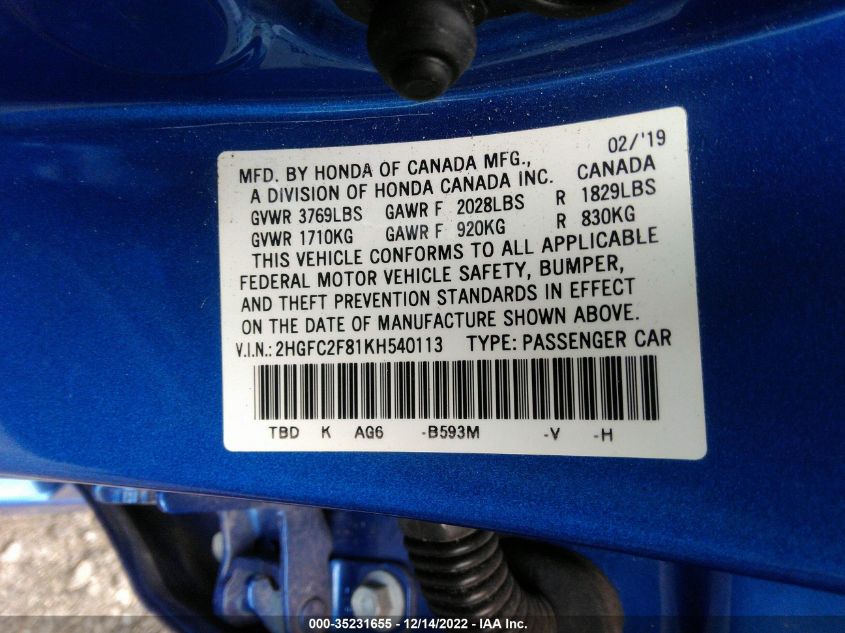 02/'19
MFD. BY HONDA OF CANADA MFG., CANADA
A DIVISION OF HONDA CANADA INC.
GVWR 3769LBS GAWR F 2028LBS R 1829LBS
GVWR 1710KG GAWR F 920KG R 830KG
THIS VEHICLE CONFORMS TO ALL APPLICABLE
FEDERAL MOTOR VEHICLE SAFETY, BUMPER,
AND THEFT PREVENTION STANDARDS IN EFFECT
ON THE DATE OF MANUFACTURE SHOWN ABOVE.
V.I.N.: 2HGFC2F81KH540113 TYPE: PASSENGER CAR
TBD K AG6 -B593M -V -H
000-35231655 - 12/14/2022 - IAA Inc.